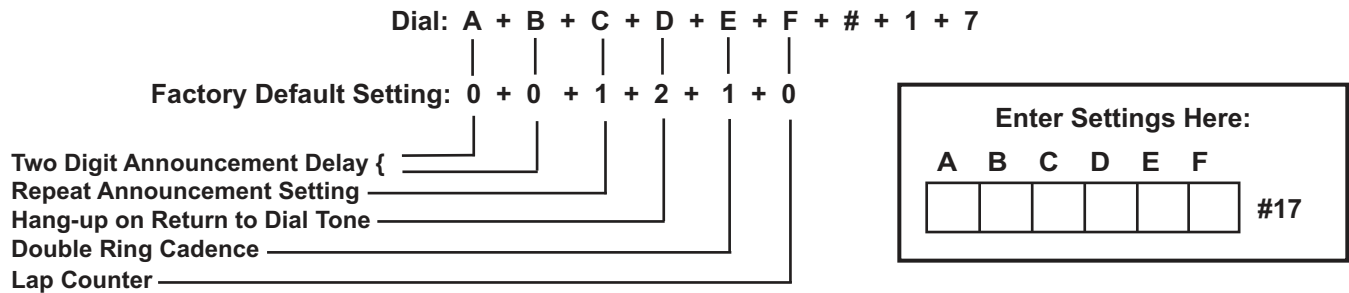 Dial: A + B + C + D + E + F + # + 1 + 7
Factory Default Setting: 0 + 0 + 1 + 2 + 1 + 0
Two Digit Announcement Delay {
Repeat Announcement Setting
Hang-up on Return to Dial Tone
Double Ring Cadence
Lap Counter
Enter Settings Here:
A B C D E F
#17